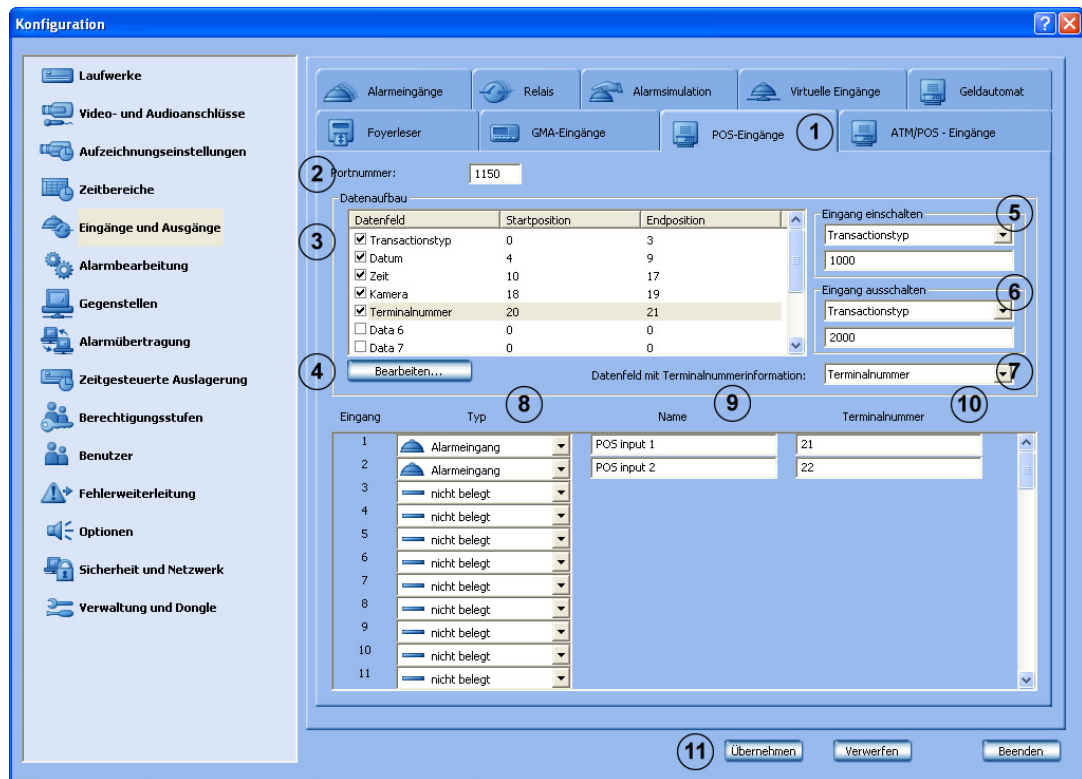 Konfiguration
Laufwerke
Video- und Audioanschlüsse
Aufzeichnungseinstellungen
Zeitbereiche
Eingänge und Ausgänge
Alarmbearbeitung
Gegenstellen
Alarmübertragung
Zeitgesteuerte Auslagerung
Berechtigungsstufen
Benutzer
Fehlerweiterleitung
Optionen
Sicherheit und Netzwerk
Verwaltung und Dongle
Alarmeingänge Relais Alarmsimulation Virtuelle Eingänge Geldautomat
Foyerleser GMA-Eingänge POS-Eingänge 1 ATM/POS - Eingänge
2 Portnummer: 1150
Datenaufbau
3
Datenfeld Startposition Endposition
Transactionstyp 0 3
Datum 4 9
Zeit 10 17
Kamera 18 19
Terminalnummer 20 21
Data 6 0 0
Data 7 0 0
Eingang einschalten 5
Transactionstyp
1000
Eingang ausschalten 6
Transactionstyp
2000
4 Bearbeiten... Datenfeld mit Terminalnummerinformation: Terminalnummer 7
Eingang Typ 8 Name 9 Terminalnummer 10
1 Alarmeingang POS input 1 21
2 Alarmeingang POS input 2 22
3 nicht belegt
4 nicht belegt
5 nicht belegt
6 nicht belegt
7 nicht belegt
8 nicht belegt
9 nicht belegt
10 nicht belegt
11 nicht belegt
11 Übernehmen Verwerfen Beenden